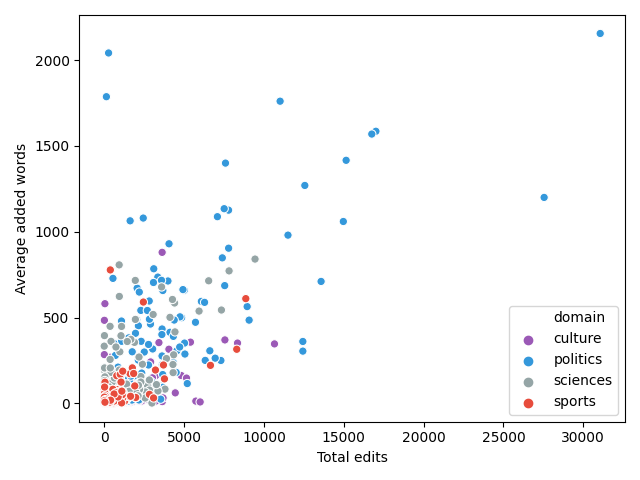 2000
1500
1000
500
0
Average added words
0
5000
10000
15000
20000
25000
30000
Total edits
domain
culture
politics
sciences
sports